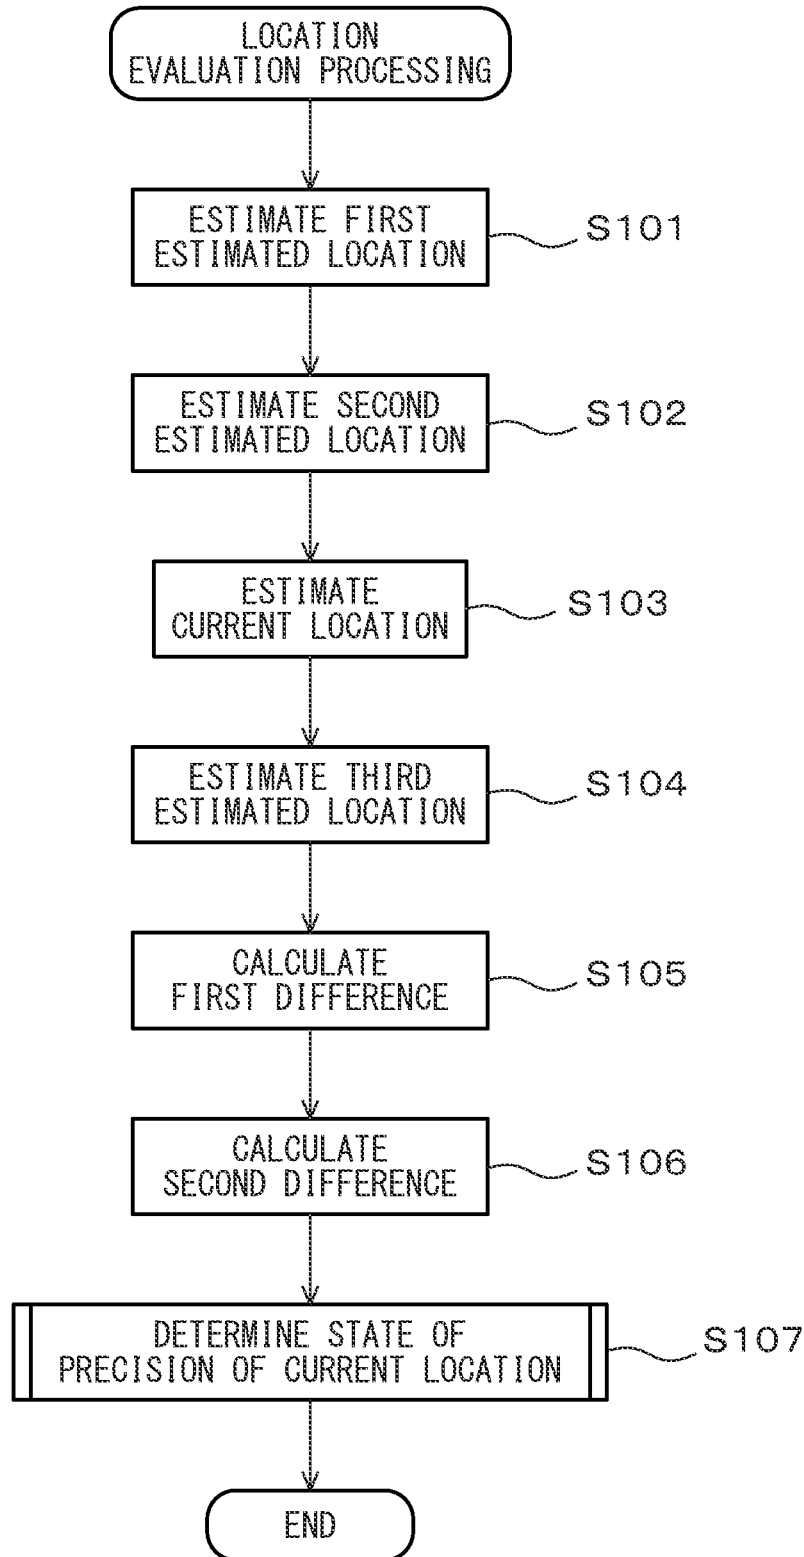 LOCATION
EVALUATION PROCESSING
ESTIMATE FIRST
ESTIMATED LOCATION
S101
ESTIMATE SECOND
ESTIMATED LOCATION
S102
ESTIMATE
CURRENT LOCATION
S103
ESTIMATE THIRD
ESTIMATED LOCATION
S104
CALCULATE
FIRST DIFFERENCE
S105
CALCULATE
SECOND DIFFERENCE
S106
DETERMINE STATE OF
PRECISION OF CURRENT LOCATION
S107
END